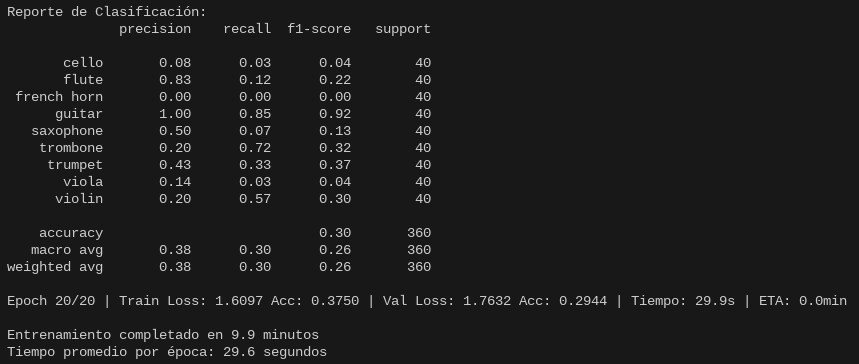 Reporte de Clasificación:
precision recall f1-score support
cello 0.08 0.03 0.04 40
flute 0.83 0.12 0.22 40
french horn 0.00 0.00 0.00 40
guitar 1.00 0.85 0.92 40
saxophone 0.50 0.07 0.13 40
trombone 0.20 0.72 0.32 40
trumpet 0.43 0.33 0.37 40
viola 0.14 0.03 0.04 40
violin 0.20 0.57 0.30 40
accuracy 0.30 360
macro avg 0.38 0.30 0.26 360
weighted avg 0.38 0.30 0.26 360
Epoch 20/20 | Train Loss: 1.6097 Acc: 0.3750 | Val Loss: 1.7632 Acc: 0.2944 | Tiempo: 29.9s | ETA: 0.0min
Entrenamiento completado en 9.9 minutos
Tiempo promedio por época: 29.6 segundos